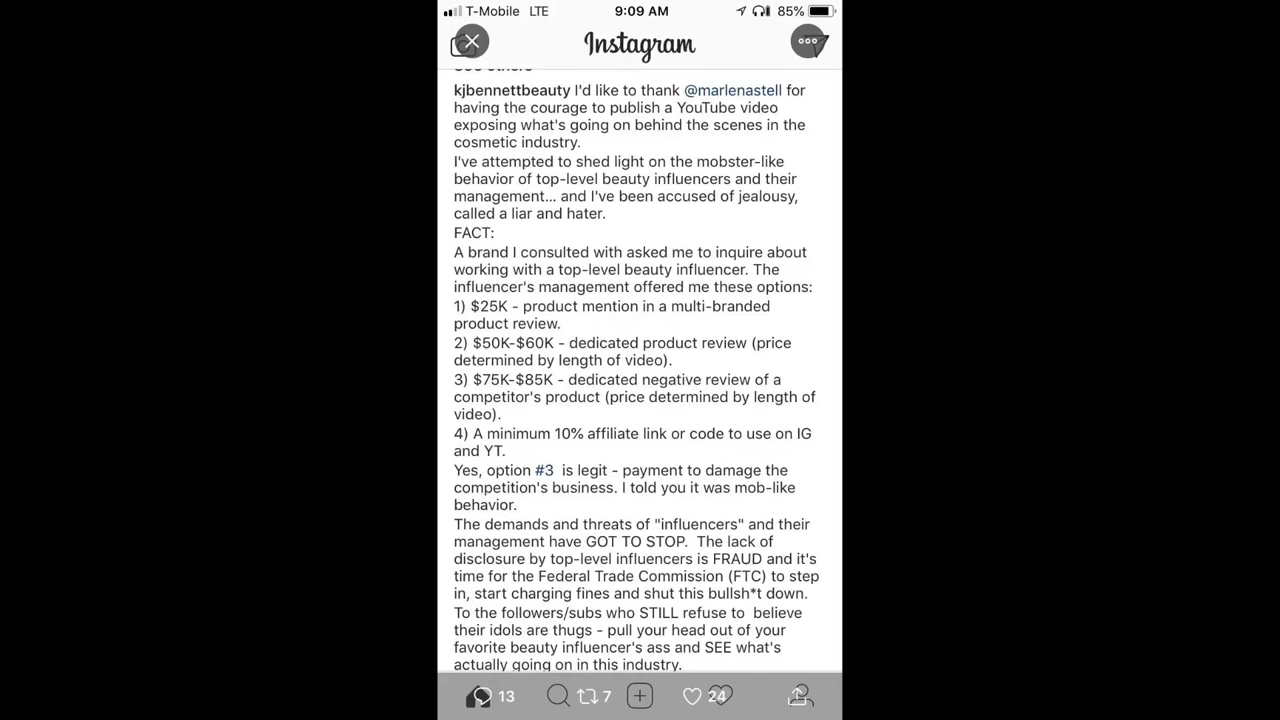 T-Mobile LTE 9:09 AM 85%
Instagram
See others
kjbennettbeauty I'd like to thank @marlenastell for
having the courage to publish a YouTube video
exposing what's going on behind the scenes in the
cosmetic industry.
I've attempted to shed light on the mobster-like
behavior of top-level beauty influencers and their
management... and I've been accused of jealousy,
called a liar and hater.
FACT:
A brand I consulted with asked me to inquire about
working with a top-level beauty influencer. The
influencer's management offered me these options:
1) $25K - product mention in a multi-branded
product review.
2) $50K-$60K - dedicated product review (price
determined by length of video).
3) $75K-$85K - dedicated negative review of a
competitor's product (price determined by length of
video).
4) A minimum 10% affiliate link or code to use on IG
and YT.
Yes, option #3 is legit - payment to damage the
competition's business. I told you it was mob-like
behavior.
The demands and threats of "influencers" and their
management have GOT TO STOP. The lack of
disclosure by top-level influencers is FRAUD and it's
time for the Federal Trade Commission (FTC) to step
in, start charging fines and shut this bullsh*t down.
To the followers/subs who STILL refuse to believe
their idols are thugs - pull your head out of your
favorite beauty influencer's ass and SEE what's
actually going on in this industry.
13 7 24